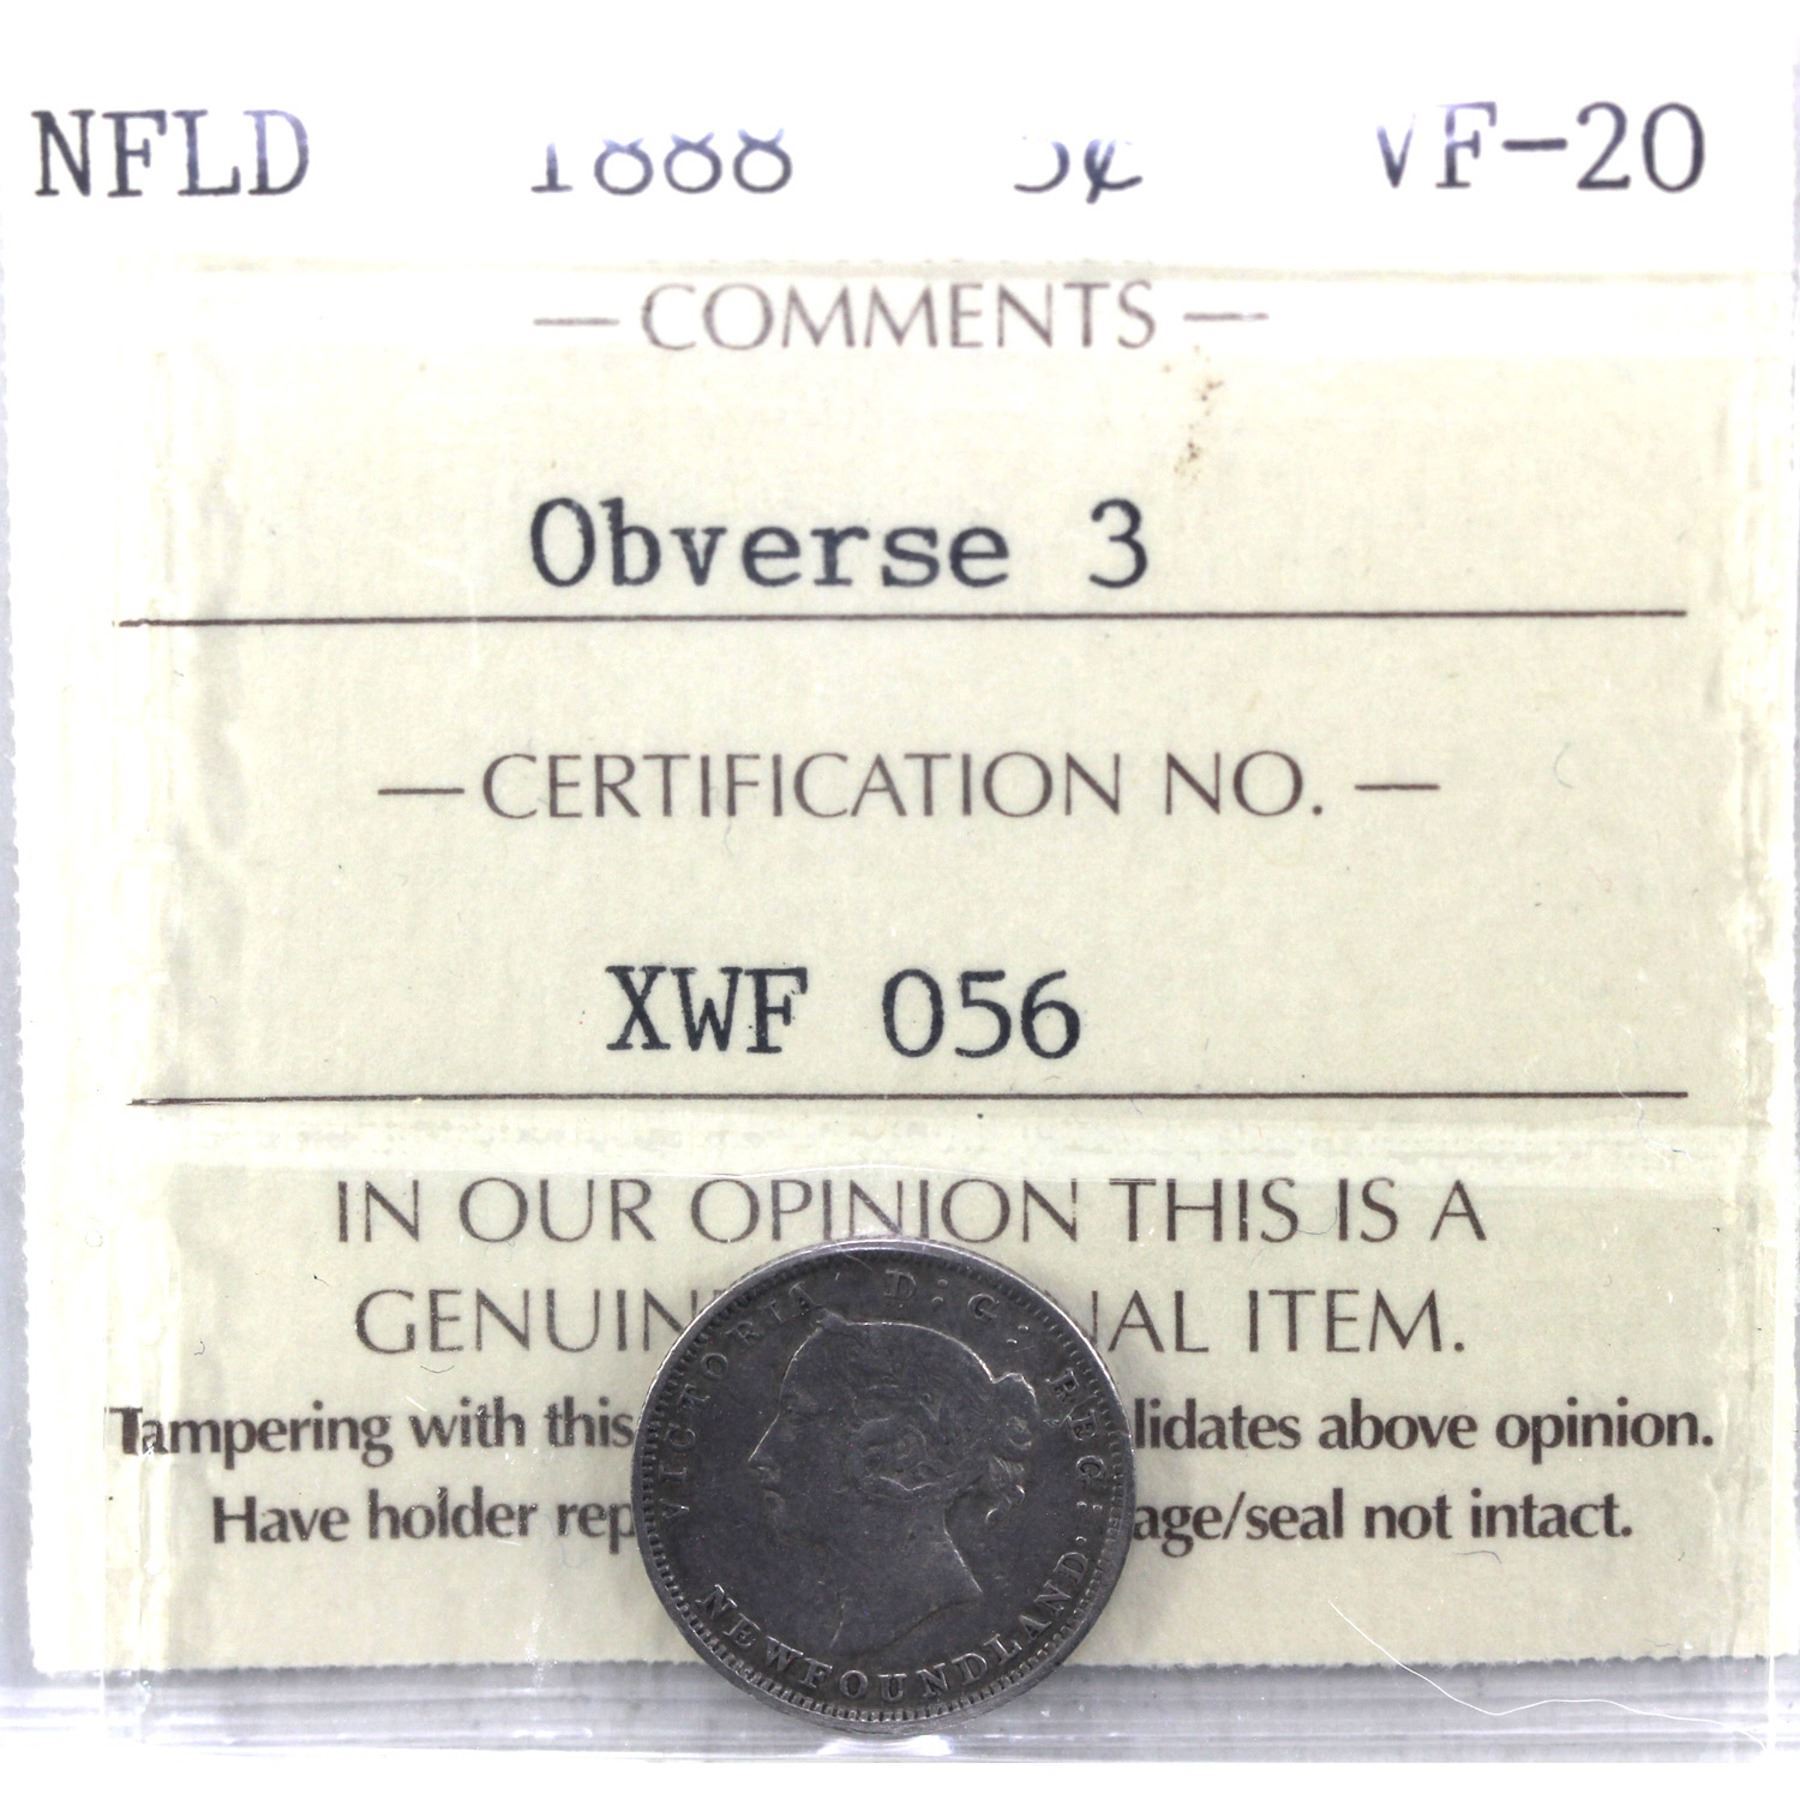 NFLD 1888 5¢ VF-20
— COMMENTS —
Obverse 3
— CERTIFICATION NO. —
XWF 056
IN OUR OPINION THIS IS A
GENUIN NAL ITEM.
Tampering with this lidates above opinion.
Have holder rep age/seal not intact.
VICTORIA D: G: REG:
NEWFOUNDLAND.